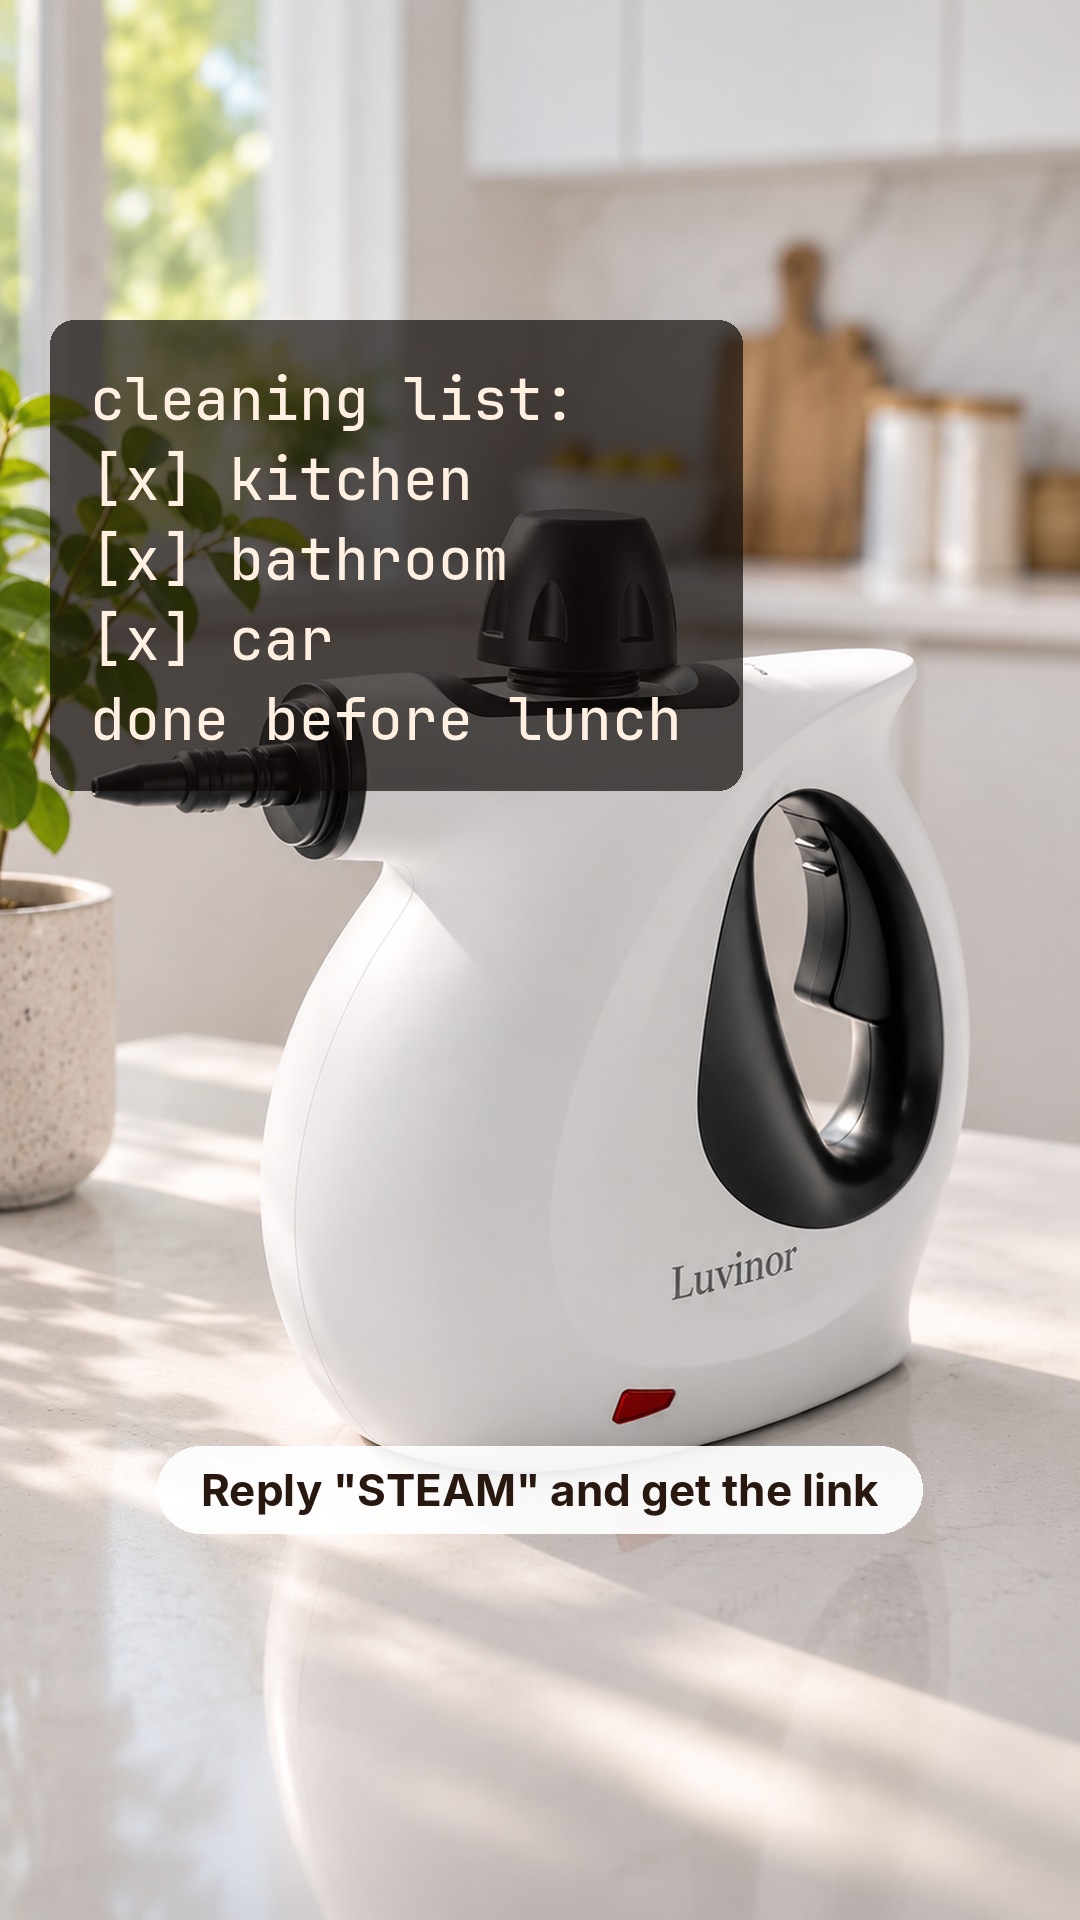 cleaning list:
[x] kitchen
[x] bathroom
[x] car
done before lunch
Luvinor
Reply "STEAM" and get the link